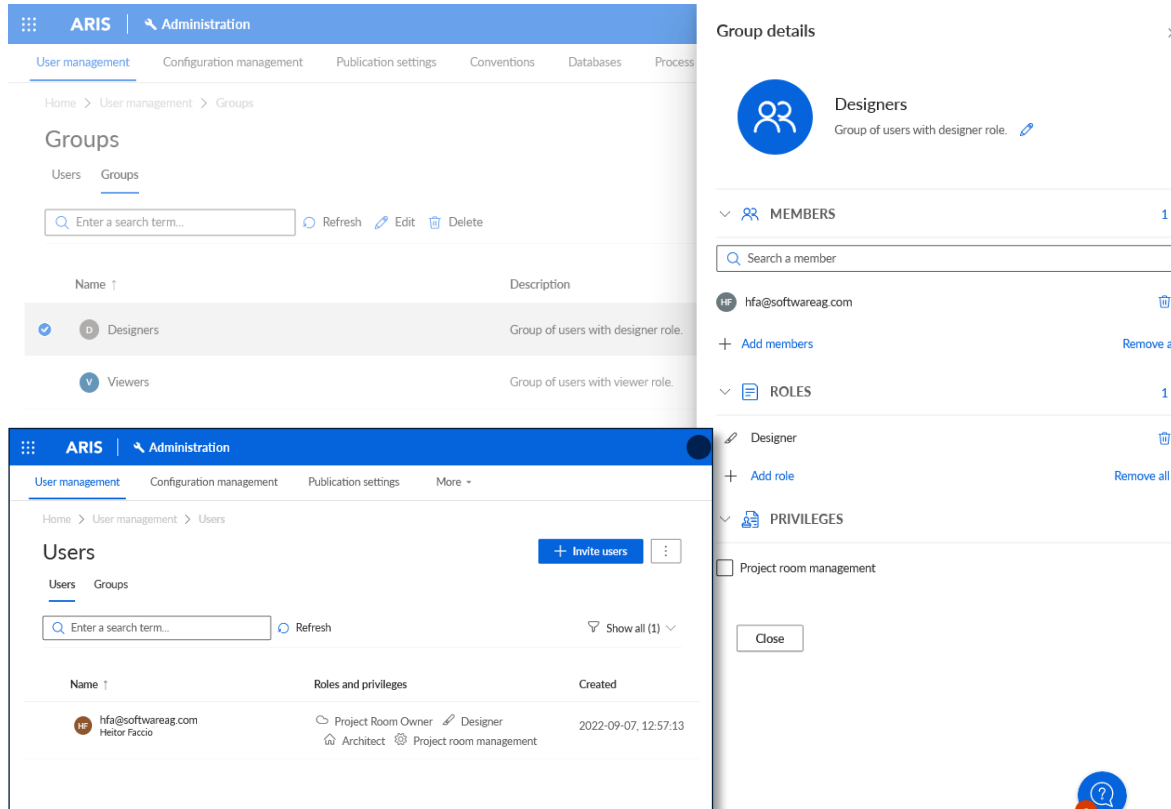 ARIS Administration
User management Configuration management Publication settings Conventions Databases Process
Home > User management > Groups
Groups
Users Groups
Enter a search term... Refresh Edit Delete
Name ↑ Description
D Designers Group of users with designer role.
V Viewers Group of users with viewer role.
Group details
Designers
Group of users with designer role.
MEMBERS 1
Search a member
HF hfa@softwareag.com
+ Add members Remove a
ROLES 1
Designer
+ Add role Remove all
PRIVILEGES
Project room management
Close
ARIS Administration
User management Configuration management Publication settings More
Home > User management > Users
Users + Invite users
Users Groups
Enter a search term... Refresh Show all (1)
Name ↑ Roles and privileges Created
HF hfa@softwareag.com Project Room Owner Designer 2022-09-07, 12:57:13
Heitor Faccio Architect Project room management